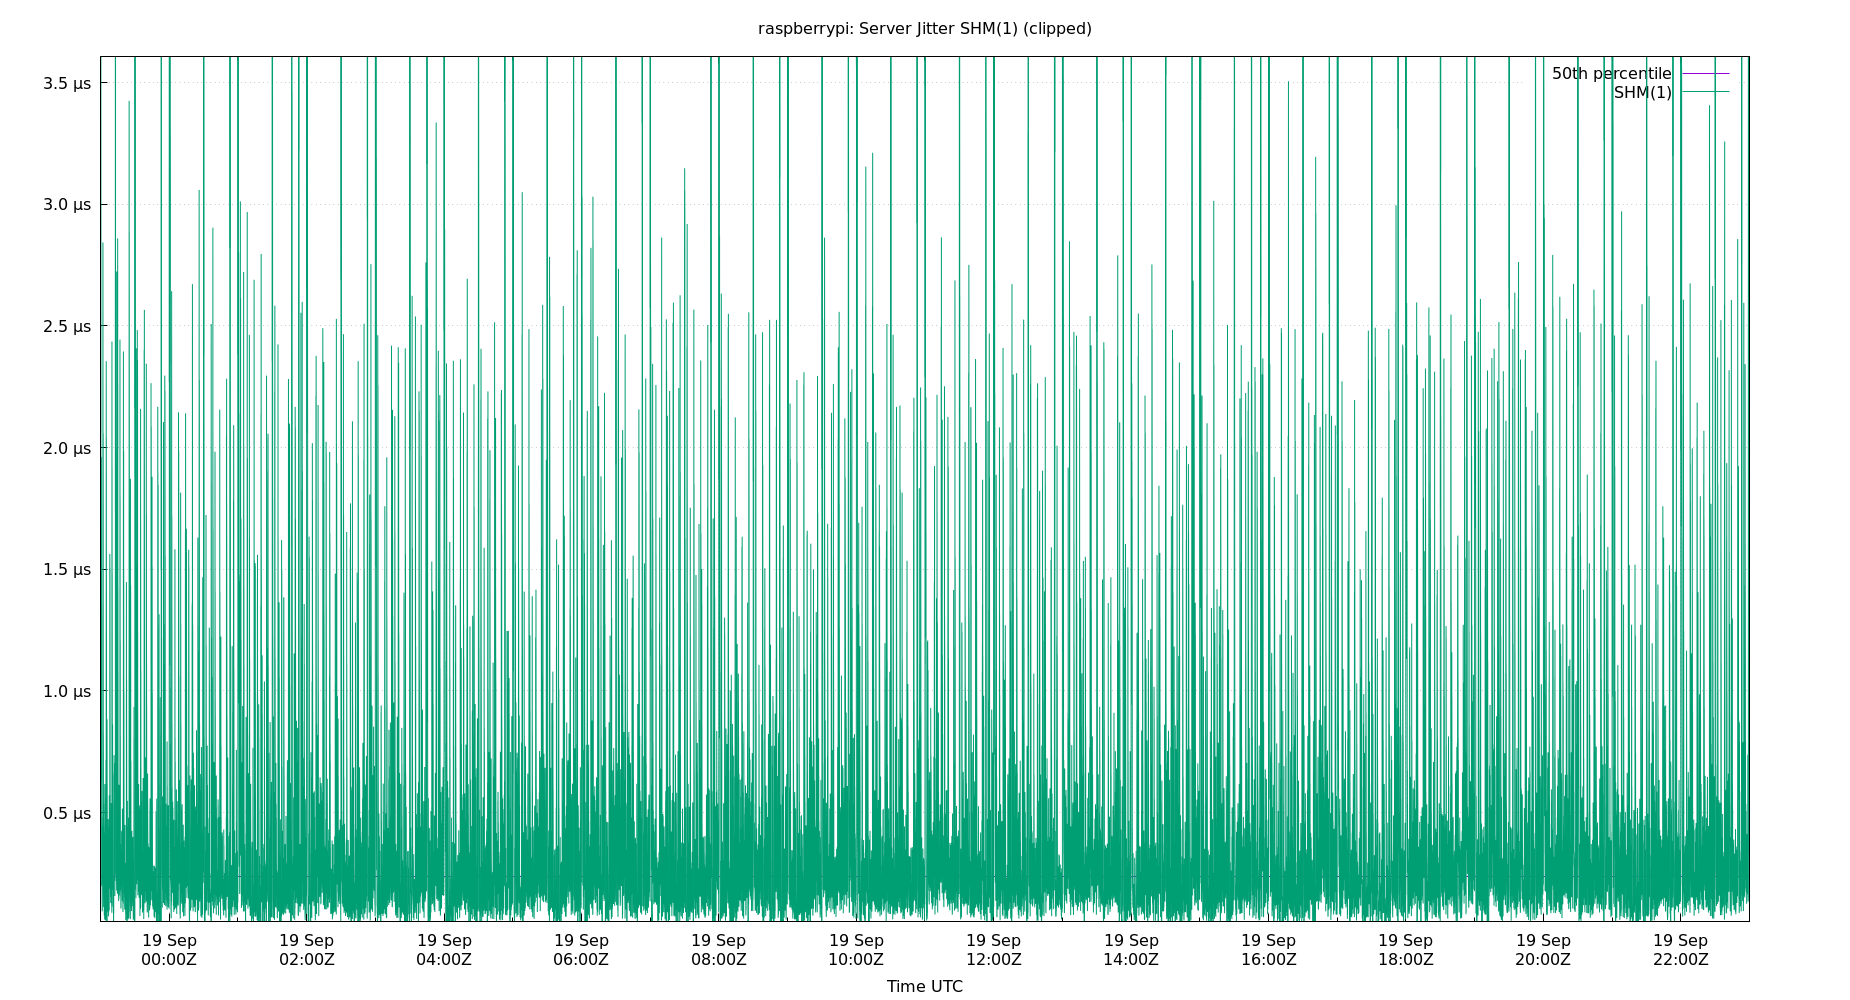 raspberrypi: Server Jitter SHM(1) (clipped)
50th percentile
SHM(1)
3.5 µs
3.0 µs
2.5 µs
2.0 µs
1.5 µs
1.0 µs
0.5 µs
19 Sep 19 Sep 19 Sep 19 Sep 19 Sep 19 Sep 19 Sep 19 Sep 19 Sep 19 Sep 19 Sep 19 Sep
00:00Z 02:00Z 04:00Z 06:00Z 08:00Z 10:00Z 12:00Z 14:00Z 16:00Z 18:00Z 20:00Z 22:00Z
Time UTC